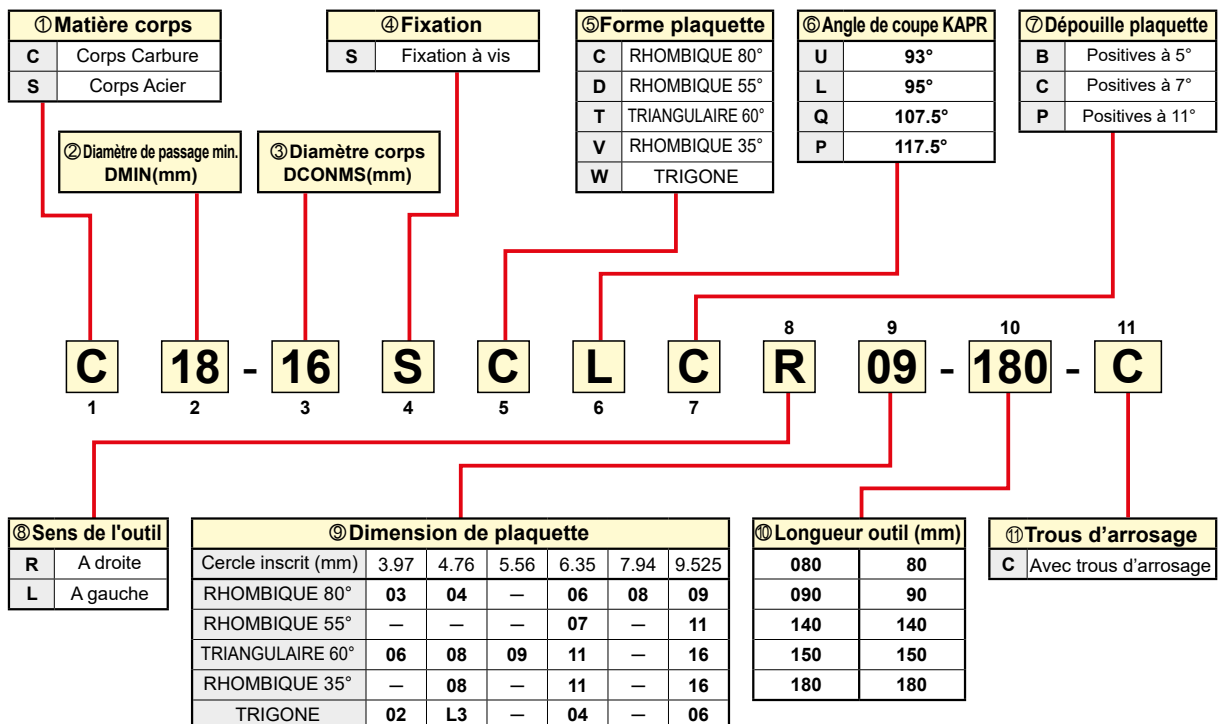 ①Matière corps
C Corps Carbure
S Corps Acier
②Diamètre de passage min.
DMIN(mm)
③Diamètre corps
DCONMS(mm)
④Fixation
S Fixation à vis
⑤Forme plaquette
C RHOMBIQUE 80°
D RHOMBIQUE 55°
T TRIANGULAIRE 60°
V RHOMBIQUE 35°
W TRIGONE
⑥Angle de coupe KAPR
U 93°
L 95°
Q 107.5°
P 117.5°
⑦Dépouille plaquette
B Positives à 5°
C Positives à 7°
P Positives à 11°
8 9 10 11
C 18 - 16 S C L C R 09 - 180 - C
1 2 3 4 5 6 7
⑧Sens de l'outil
R A droite
L A gauche
⑨Dimension de plaquette
Cercle inscrit (mm) 3.97 4.76 5.56 6.35 7.94 9.525
RHOMBIQUE 80° 03 04 — 06 08 09
RHOMBIQUE 55° — — — 07 — 11
TRIANGULAIRE 60° 06 08 09 11 — 16
RHOMBIQUE 35° — 08 — 11 — 16
TRIGONE 02 L3 — 04 — 06
⑩Longueur outil (mm)
080 80
090 90
140 140
150 150
180 180
⑪Trous d’arrosage
C Avec trous d’arrosage